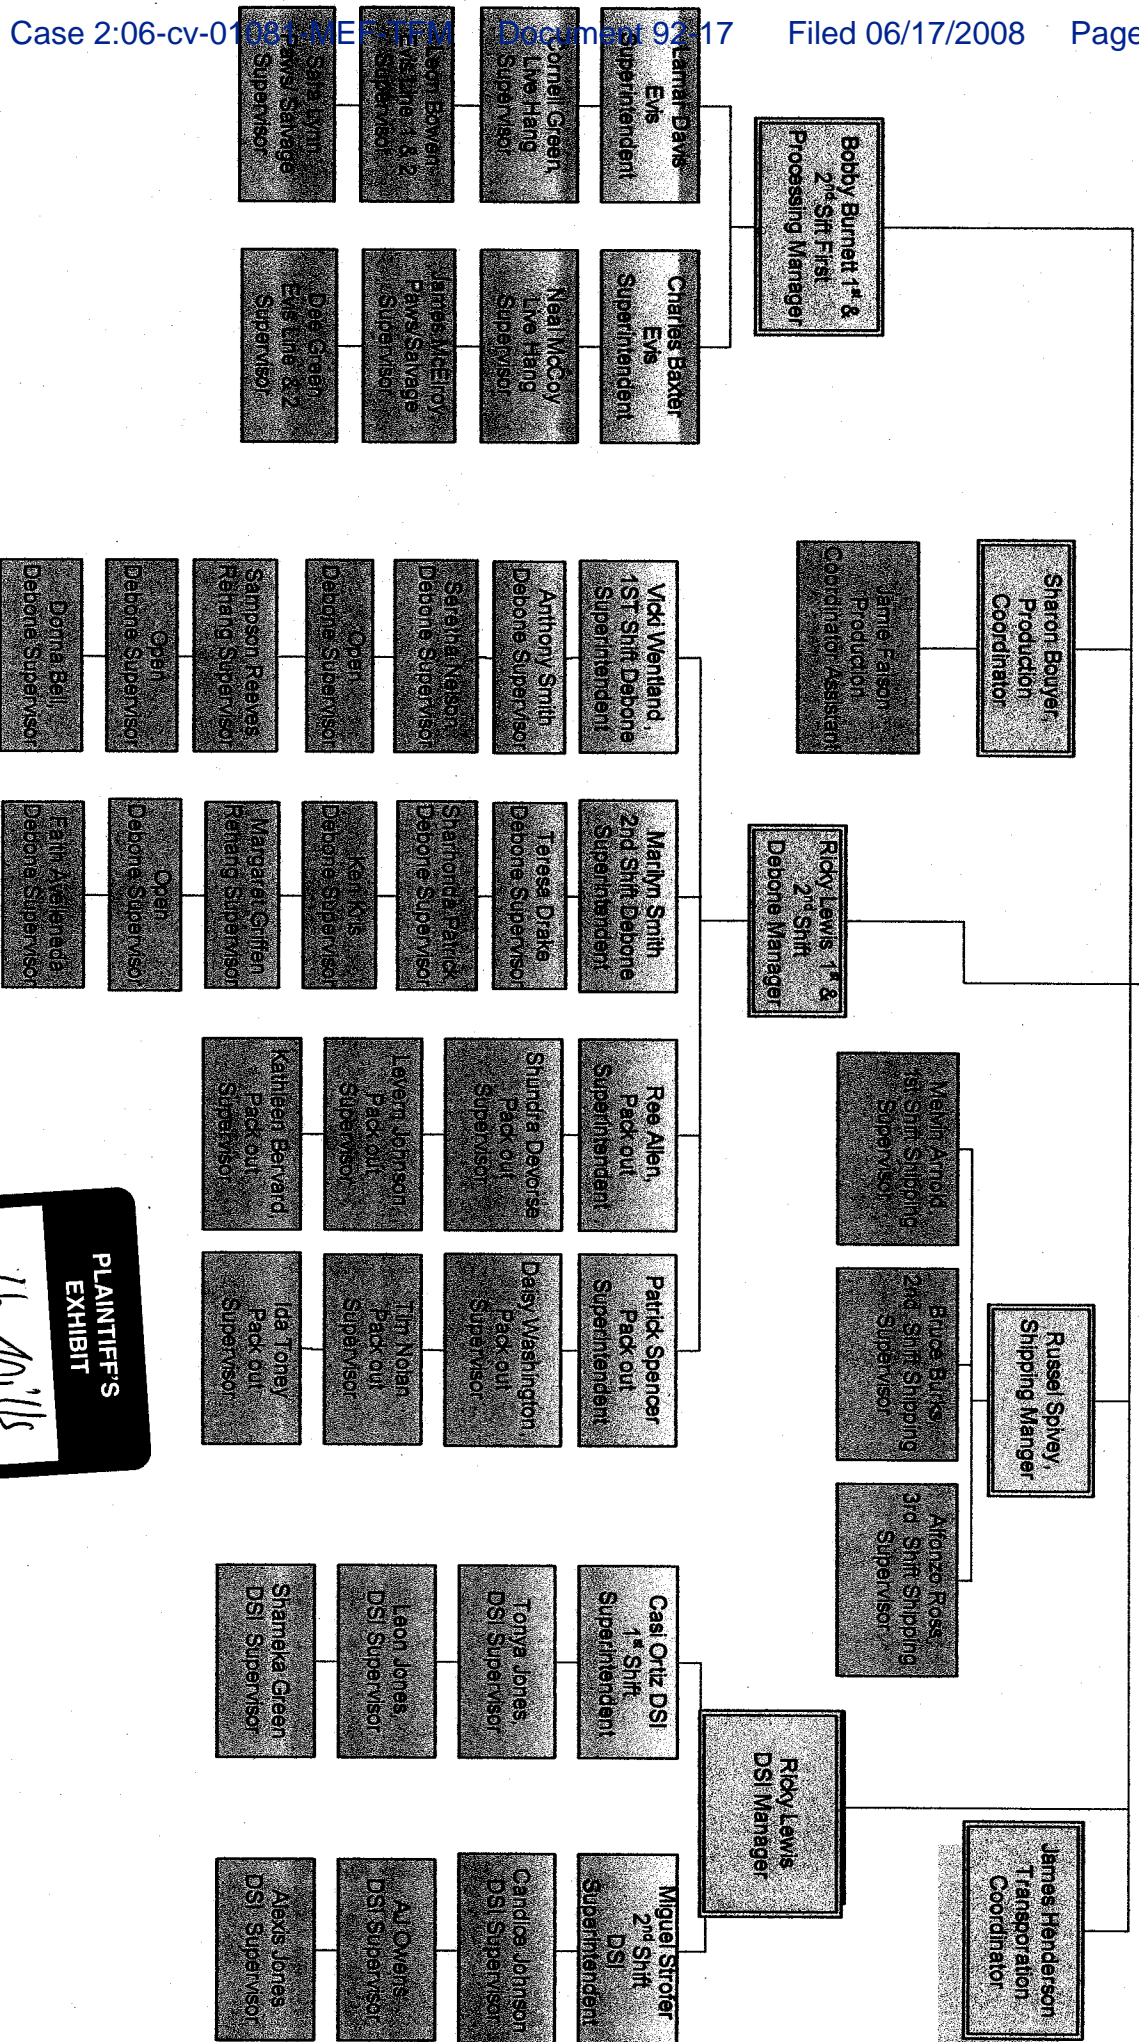 Case 2:06-cv-01081-MEF-TFM Document 92-17 Filed 06/17/2008 Page
Bobby Burnett 1st &
2nd Sift First
Processing Manager
Lamar Davis
Evis
Superintendent
Cornell Green,
Live Hang
Supervisor
Leon Bowen
Evis Line 1 & 2
Supervisor
Sara Lynn
Paws/ Salvage
Supervisor
Charles Baxter
Evis
Superintendent
Neal McCoy
Live Hang
Supervisor
James McElroy,
Paws Salvage
Supervisor
Dee Green
Evis Line &2
Supervisor
Sharon Bouyer,
Production
Coordinator
Jamie Faison
Production
Coordinator Assistant
Ricky Lewis 1st &
2nd Shift
Debone Manager
Vicki Wentland ,
1ST Shift Debone
Superintendent
Anthony Smith
Debone Supervisor
Seretha Nelson
Debone Supervisor
Open
Debone Supervisor
Sampson Reeves
Rehang Supervisor
Open
Debone Supervisor
Donna Bell
Debone Supervisor
Marilyn Smith
2nd Shift Debone
Superintendent
Teresa Drake
Debone Supervisor
Sharhonda Patrick
Debone Supervisor
Ken
Debone Supervisor
Margaret Griffen
Rehang Supervisor
Open
Debone Supervisor
Faith Aveneda
Debone Supervisor
Ree Allen,
Pack out
Superintendent
Shundra Devorse
Pack out
Supervisor
Levern Johnson
Pack out
Supervisor
Kathleen Bervard
Pack out
Supervisor
Patrick Spencer
Pack out
Superintendent
Daisy Washington
Pack out
Supervisor
Tim Nolan
Pack out
Supervisor
Ida Toney
Pack out
Supervisor
Russel Spivey,
Shipping Manger
Melvin Arnold
1st Shift Shipping
Supervisor
Bruce Burks
2nd Shift Shipping
Supervisor
Alfonzo Ross
3rd Shift Shipping
Supervisor
Ricky Lewis
DSI Manager
Casi Ortiz DSI
1st Shift
Superintendent
Tonya Jones,
DSI Supervisor
Leon Jones
DSI Supervisor
Shameka Green
DSI Supervisor
Miguel Strofer
2nd Shift
DSI
Superintendent
Candice Johnson
DSI Supervisor
AJ Owens
DSI Supervisor
Alexis Jones
DSI Supervisor
James Henderson
Transporation
Coordinator
PLAINTIFF'S
EXHIBIT